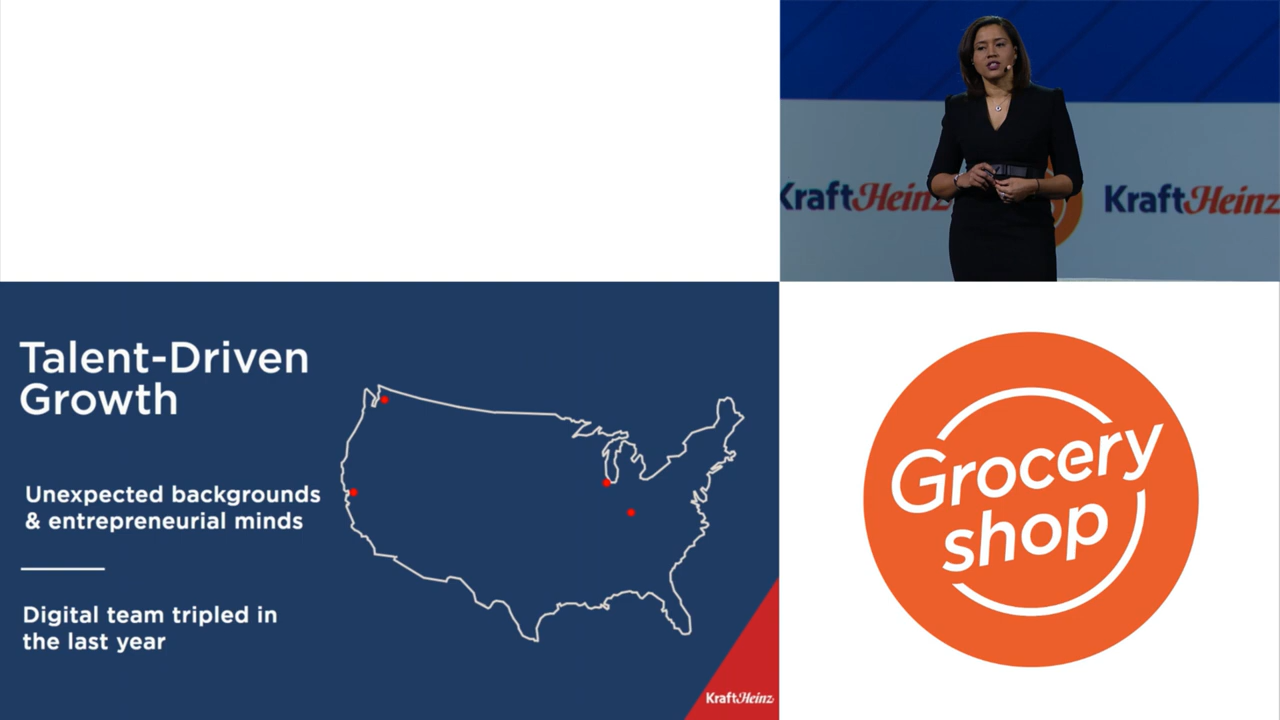 KraftHeinz
KraftHeinz
Talent-Driven
Growth
Unexpected backgrounds
& entrepreneurial minds
Digital team tripled in
the last year
KraftHeinz
Grocery
shop